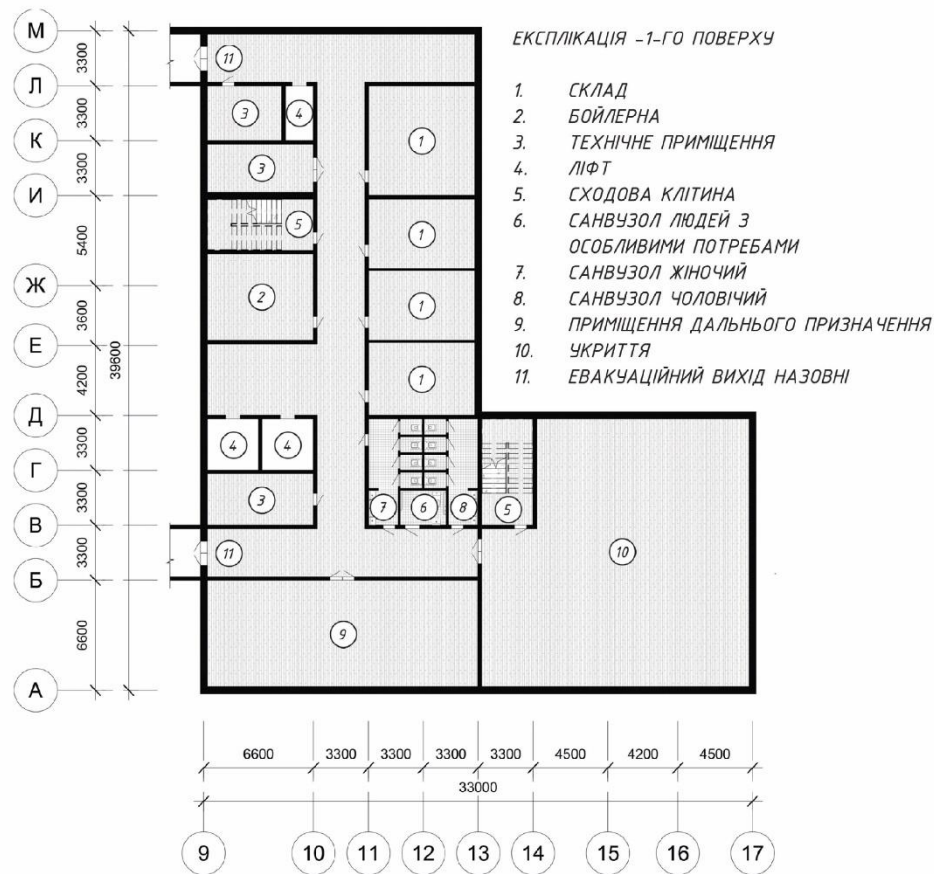 ЕКСПЛІКАЦІЯ -1-ГО ПОВЕРХУ
1. СКЛАД
2. БОЙЛЕРНА
3. ТЕХНІЧНЕ ПРИМІЩЕННЯ
4. ЛІФТ
5. СХОДОВА КЛІТИНА
6. САНВУЗОЛ ЛЮДЕЙ З
ОСОБЛИВИМИ ПОТРЕБАМИ
7. САНВУЗОЛ ЖІНОЧИЙ
8. САНВУЗОЛ ЧОЛОВІЧИЙ
9. ПРИМІЩЕННЯ ДАЛЬНЬОГО ПРИЗНАЧЕННЯ
10. УКРИТТЯ
11. ЕВАКУАЦІЙНИЙ ВИХІД НАЗОВНІ
М
3300
Л
3300
К
3300
И
5400
Ж
3600
Е
4200
Д
3300
Г
3300
В
3300
Б
6600
А
39600
11
3
4
1
3
5
1
2
1
1
4
4
3
7
6
8
5
11
10
9
6600 3300 3300 3300 3300 4500 4200 4500
33000
9 10 11 12 13 14 15 16 17